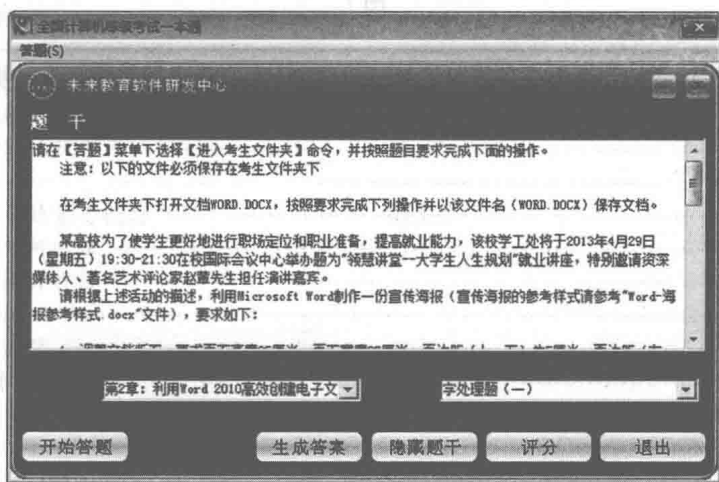 全国计算机等级考试一本通
答题(S)
未来教育软件研发中心
题 干
请在【答题】菜单下选择【进入考生文件夹】命令，并按照题目要求完成下面的操作。
注意：以下的文件必须保存在考生文件夹下
在考生文件夹下打开文档WORD.DOCX，按照要求完成下列操作并以该文件名（WORD.DOCX）保存文档。
某高校为了使学生更好地进行职场定位和职业准备，提高就业能力，该校学工处将于2013年4月29日
（星期五）19:30-21:30在校国际会议中心举办题为"领慧讲堂--大学生人生规划"就业讲座，特别邀请资深
媒体人、著名艺术评论家赵蕈先生担任演讲嘉宾。
请根据上述活动的描述，利用Microsoft Word制作一份宣传海报（宣传海报的参考样式请参考"Word-海
报参考样式.docx"文件），要求如下：
第2章：利用Word 2010高效创建电子文
字处理题（一）
开始答题
生成答案
隐藏题干
评分
退出